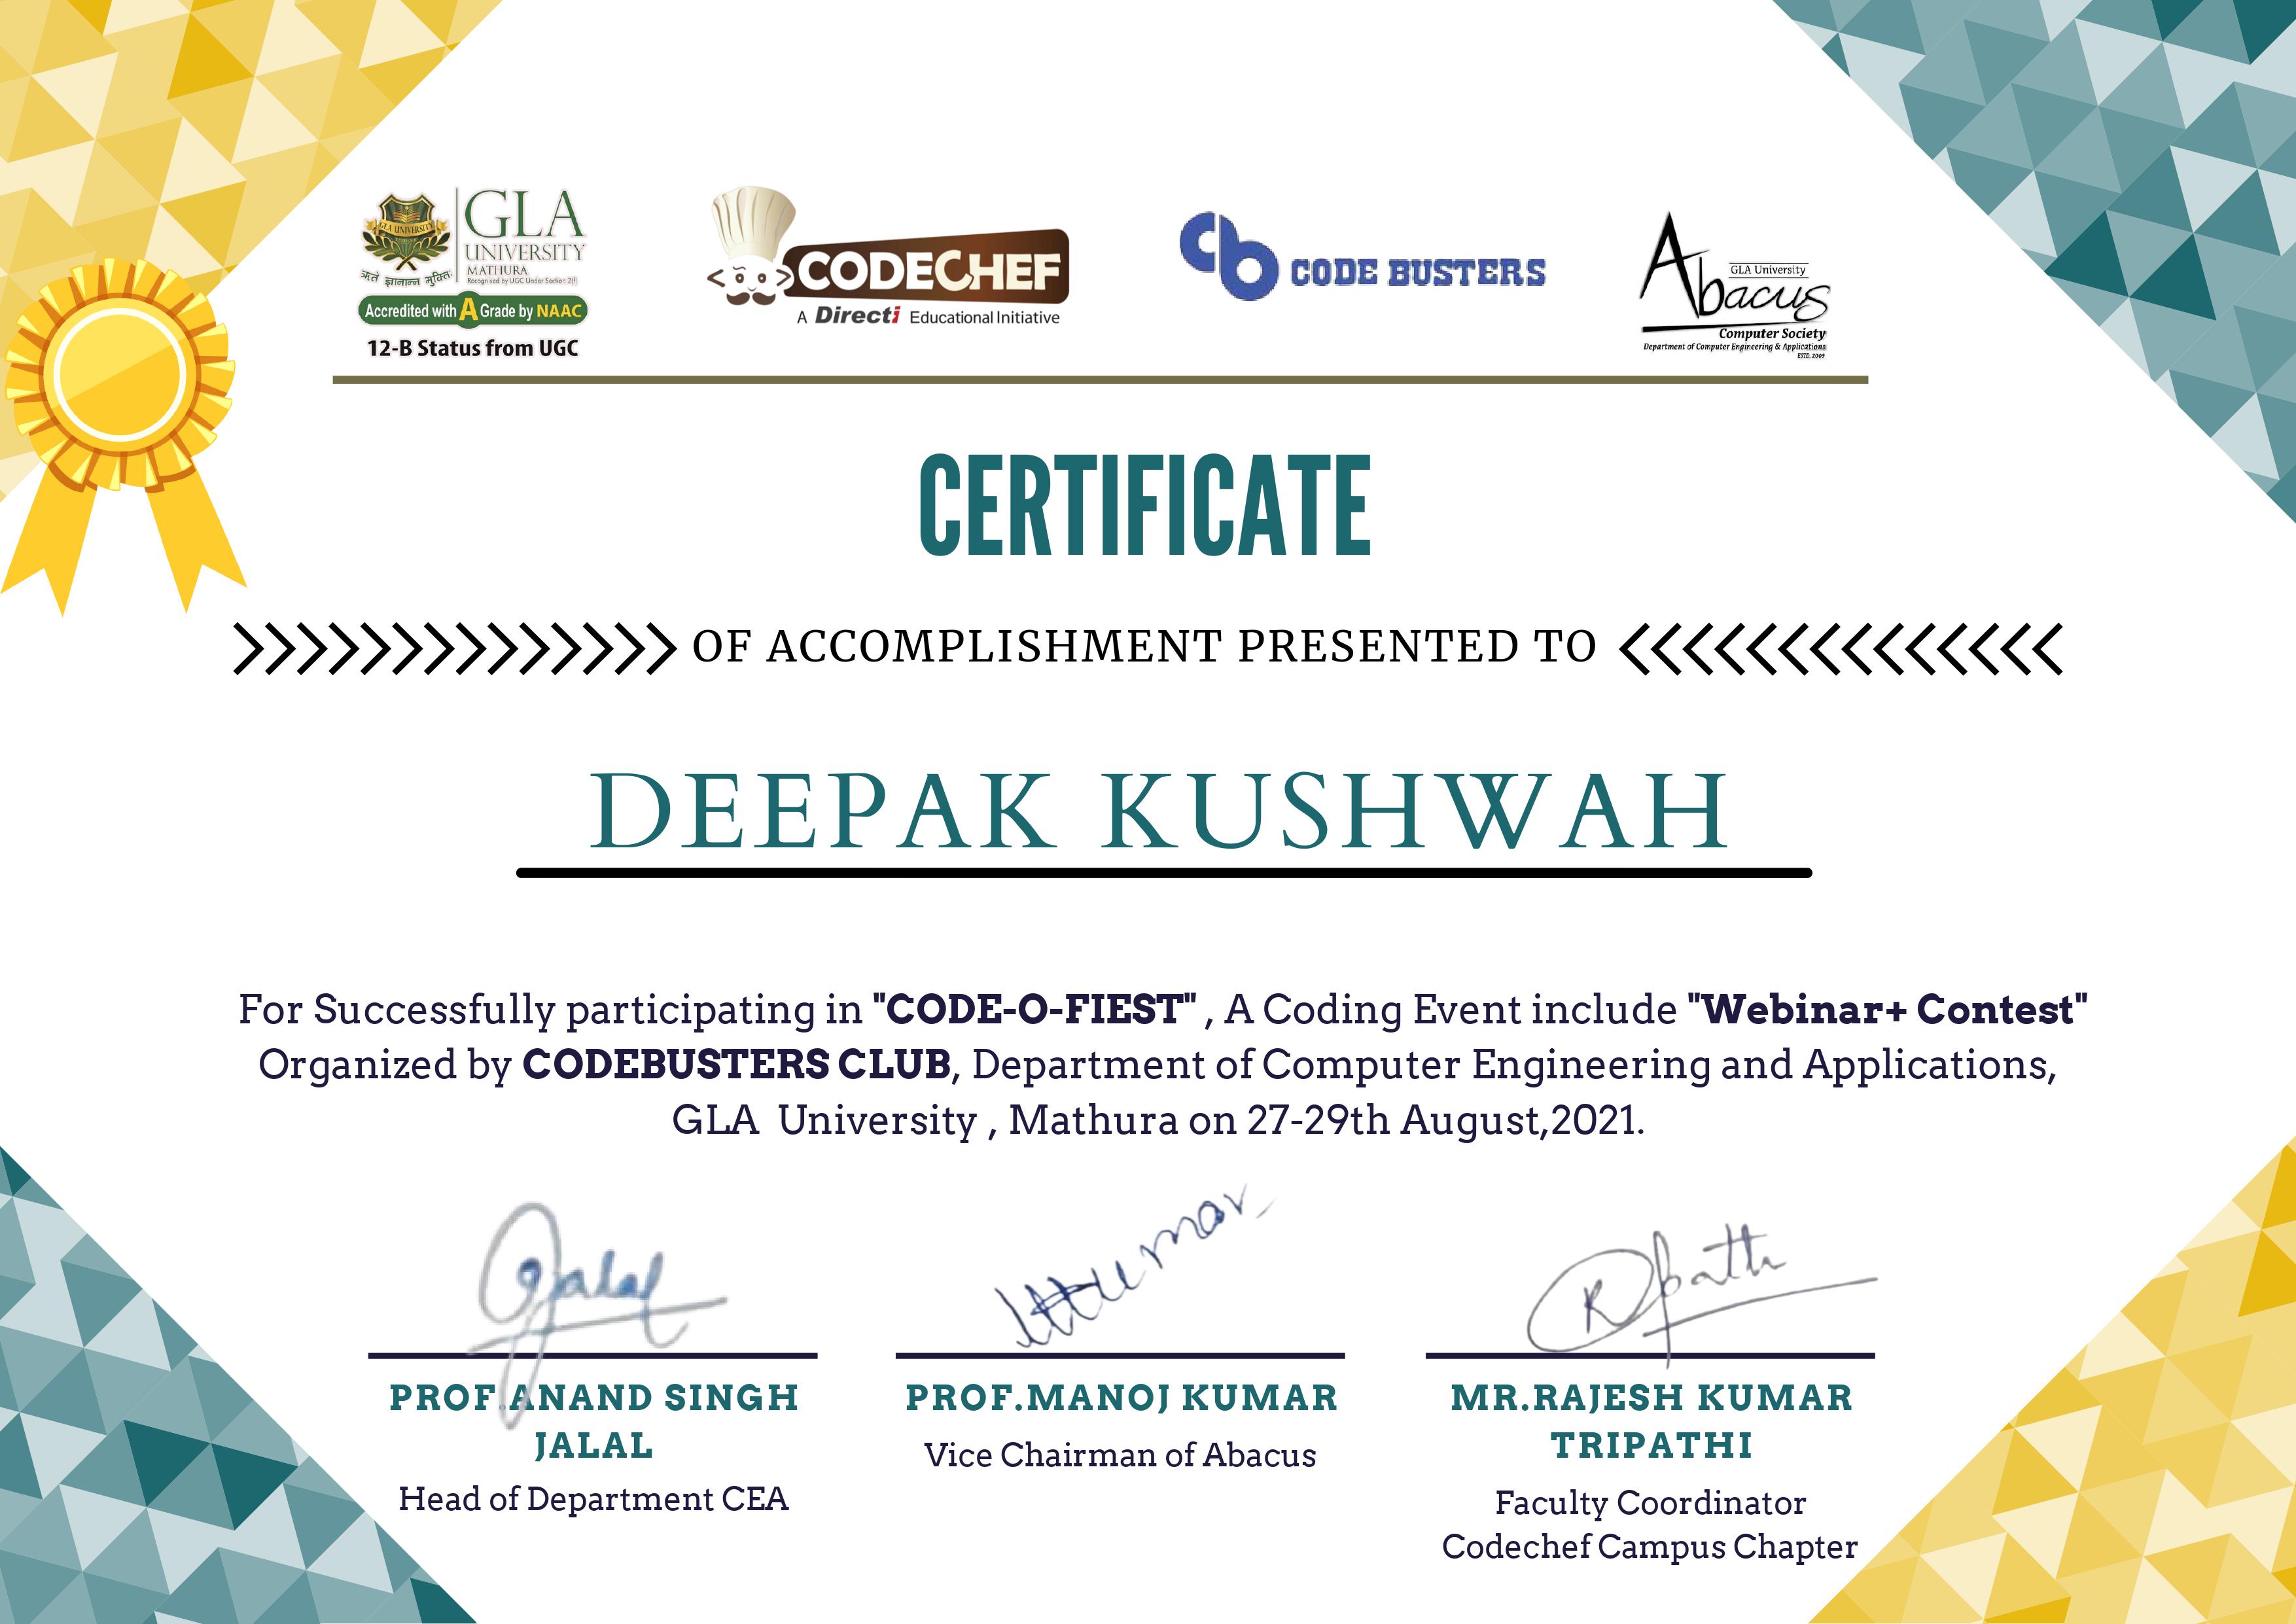 GLA UNIVERSITY
ऋते ज्ञानान्न मुक्तिः
GLA
UNIVERSITY
MATHURA
Recognised by UGC Under Section 2(f)
Accredited with A Grade by NAAC
12-B Status from UGC
CODECHEF
A Directi Educational Initiative
cb CODE BUSTERS
GLA University
Abacus
Computer Society
Department of Computer Engineering & Applications
ESTD. 2009
CERTIFICATE
OF ACCOMPLISHMENT PRESENTED TO
DEEPAK KUSHWAH
For Successfully participating in "CODE-O-FIEST" , A Coding Event include "Webinar+ Contest"
Organized by CODEBUSTERS CLUB, Department of Computer Engineering and Applications,
GLA University , Mathura on 27-29th August,2021.
PROF.ANAND SINGH
JALAL
Head of Department CEA
PROF.MANOJ KUMAR
Vice Chairman of Abacus
MR.RAJESH KUMAR
TRIPATHI
Faculty Coordinator
Codechef Campus Chapter